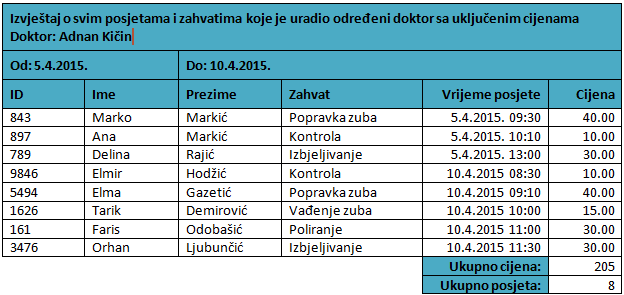 Izvještaj o svim posjetama i zahvatima koje je uradio određeni doktor sa uključenim cijenama
Doktor: Adnan Kičin
Od: 5.4.2015. Do: 10.4.2015.
ID Ime Prezime Zahvat Vrijeme posjete Cijena
843 Marko Markić Popravka zuba 5.4.2015. 09:30 40.00
897 Ana Markić Kontrola 5.4.2015. 10:10 10.00
789 Delina Rajić Izbjeljivanje 5.4.2015. 13:00 30.00
9846 Elmir Hodžić Kontrola 10.4.2015 08:30 10.00
5494 Elma Gazetić Popravka zuba 10.4.2015 09:10 40.00
1626 Tarik Demirović Vađenje zuba 10.4.2015 10:00 15.00
161 Faris Odobašić Poliranje 10.4.2015 11:00 30.00
3476 Orhan Ljubunčić Izbjeljivanje 10.4.2015 11:30 30.00
Ukupno cijena: 205
Ukupno posjeta: 8